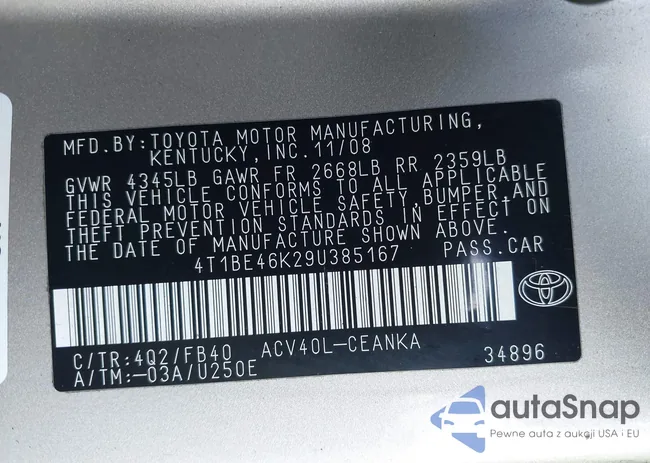 MFD. BY: TOYOTA MOTOR MANUFACTURING,
KENTUCKY, INC. 11/08
GVWR 4345LB GAWR FR 2668LB RR 2359LB
THIS VEHICLE CONFORMS TO ALL APPLICABLE
FEDERAL MOTOR VEHICLE SAFETY, BUMPER, AND
THEFT PREVENTION STANDARDS IN EFFECT ON
THE DATE OF MANUFACTURE SHOWN ABOVE.
4T1BE46K29U385167 PASS. CAR
C/TR: 4Q2/FB40 ACV40L-CEANKA 34896
A/TM: -03A/U250E
autaSnap
Pewne auta z aukcji USA i EU